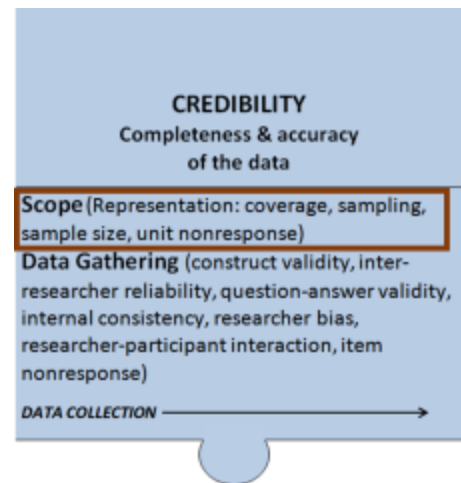 CREDIBILITY
Completeness & accuracy
of the data
Scope (Representation: coverage, sampling,
sample size, unit nonresponse)
Data Gathering (construct validity, inter-
researcher reliability, question-answer validity,
internal consistency, researcher bias,
researcher-participant interaction, item
nonresponse)
DATA COLLECTION